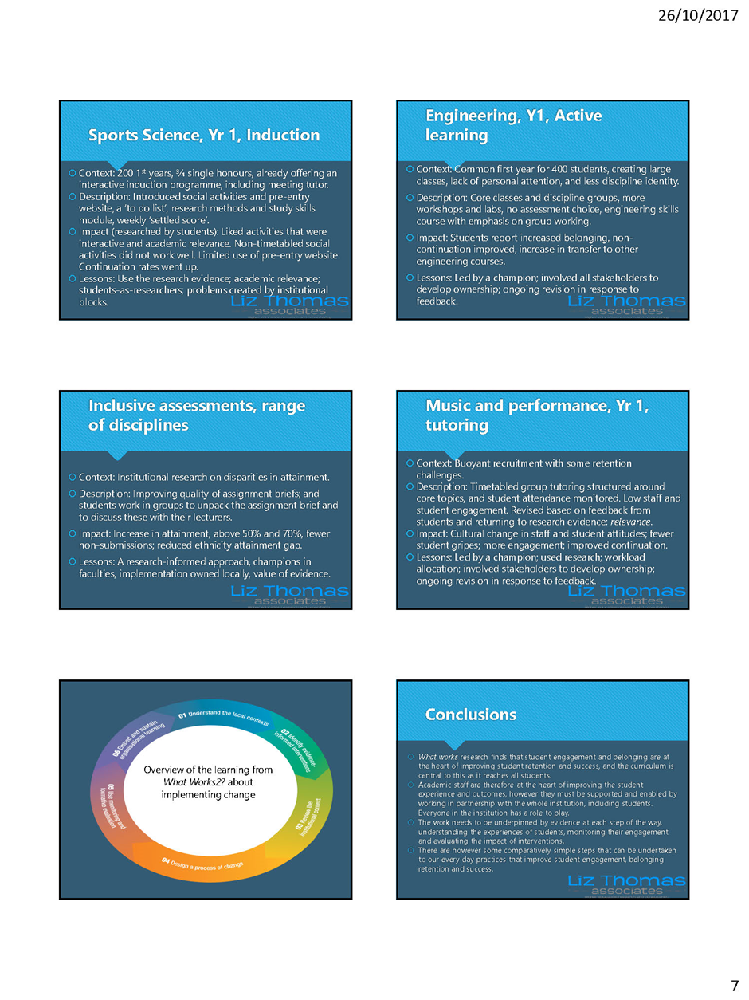 26/10/2017
Sports Science, Yr 1, Induction
Context: 200 1st years, ¾ single honours, already offering an
interactive induction programme, including meeting tutor.
Description: Introduced social activities and pre-entry
website, a ‘to do list’, research methods and study skills
module, weekly ‘settled score’.
Impact (researched by students): Liked activities that were
interactive and academic relevance. Non-timetabled social
activities did not work well. Limited use of pre-entry website.
Continuation rates went up.
Lessons: Use the research evidence; academic relevance;
students-as-researchers; problems created by institutional
blocks.
Liz Thomas
associates
Engineering, Y1, Active
learning
Context: Common first year for 400 students, creating large
classes, lack of personal attention, and less discipline identity.
Description: Core classes and discipline groups, more
workshops and labs, no assessment choice, engineering skills
course with emphasis on group working.
Impact: Students report increased belonging, non-
continuation improved, increase in transfer to other
engineering courses.
Lessons: Led by a champion; involved all stakeholders to
develop ownership; ongoing revision in response to
feedback.
Liz Thomas
associates
Inclusive assessments, range
of disciplines
Context: Institutional research on disparities in attainment.
Description: Improving quality of assignment briefs; and
students work in groups to unpack the assignment brief and
to discuss these with their lecturers.
Impact: Increase in attainment, above 50% and 70%, fewer
non-submissions; reduced ethnicity attainment gap.
Lessons: A research-informed approach, champions in
faculties, implementation owned locally, value of evidence.
Liz Thomas
associates
Music and performance, Yr 1,
tutoring
Context: Buoyant recruitment with some retention
challenges.
Description: Timetabled group tutoring structured around
core topics, and student attendance monitored. Low staff and
student engagement. Revised based on feedback from
students and returning to research evidence: relevance.
Impact: Cultural change in staff and student attitudes; fewer
student gripes; more engagement; improved continuation.
Lessons: Led by a champion; used research; workload
allocation; involved stakeholders to develop ownership;
ongoing revision in response to feedback.
Liz Thomas
associates
01 Understand the local contexts
02 Identify evidence-
informed interventions
03 Review the
institutional context
04 Design a process of change
05 Use monitoring and
formative evaluation
06 Embed and sustain
organisational learning
Overview of the learning from
What Works2? about
implementing change
Conclusions
What works research finds that student engagement and belonging are at
the heart of improving student retention and success, and the curriculum is
central to this as it reaches all students.
Academic staff are therefore at the heart of improving the student
experience and outcomes, however they must be supported and enabled by
working in partnership with the whole institution, including students.
Everyone in the institution has a role to play.
The work needs to be underpinned by evidence at each step of the way,
understanding the experiences of students, monitoring their engagement
and evaluating the impact of interventions.
There are however some comparatively simple steps that can be undertaken
to our every day practices that improve student engagement, belonging
retention and success.
Liz Thomas
associates
7